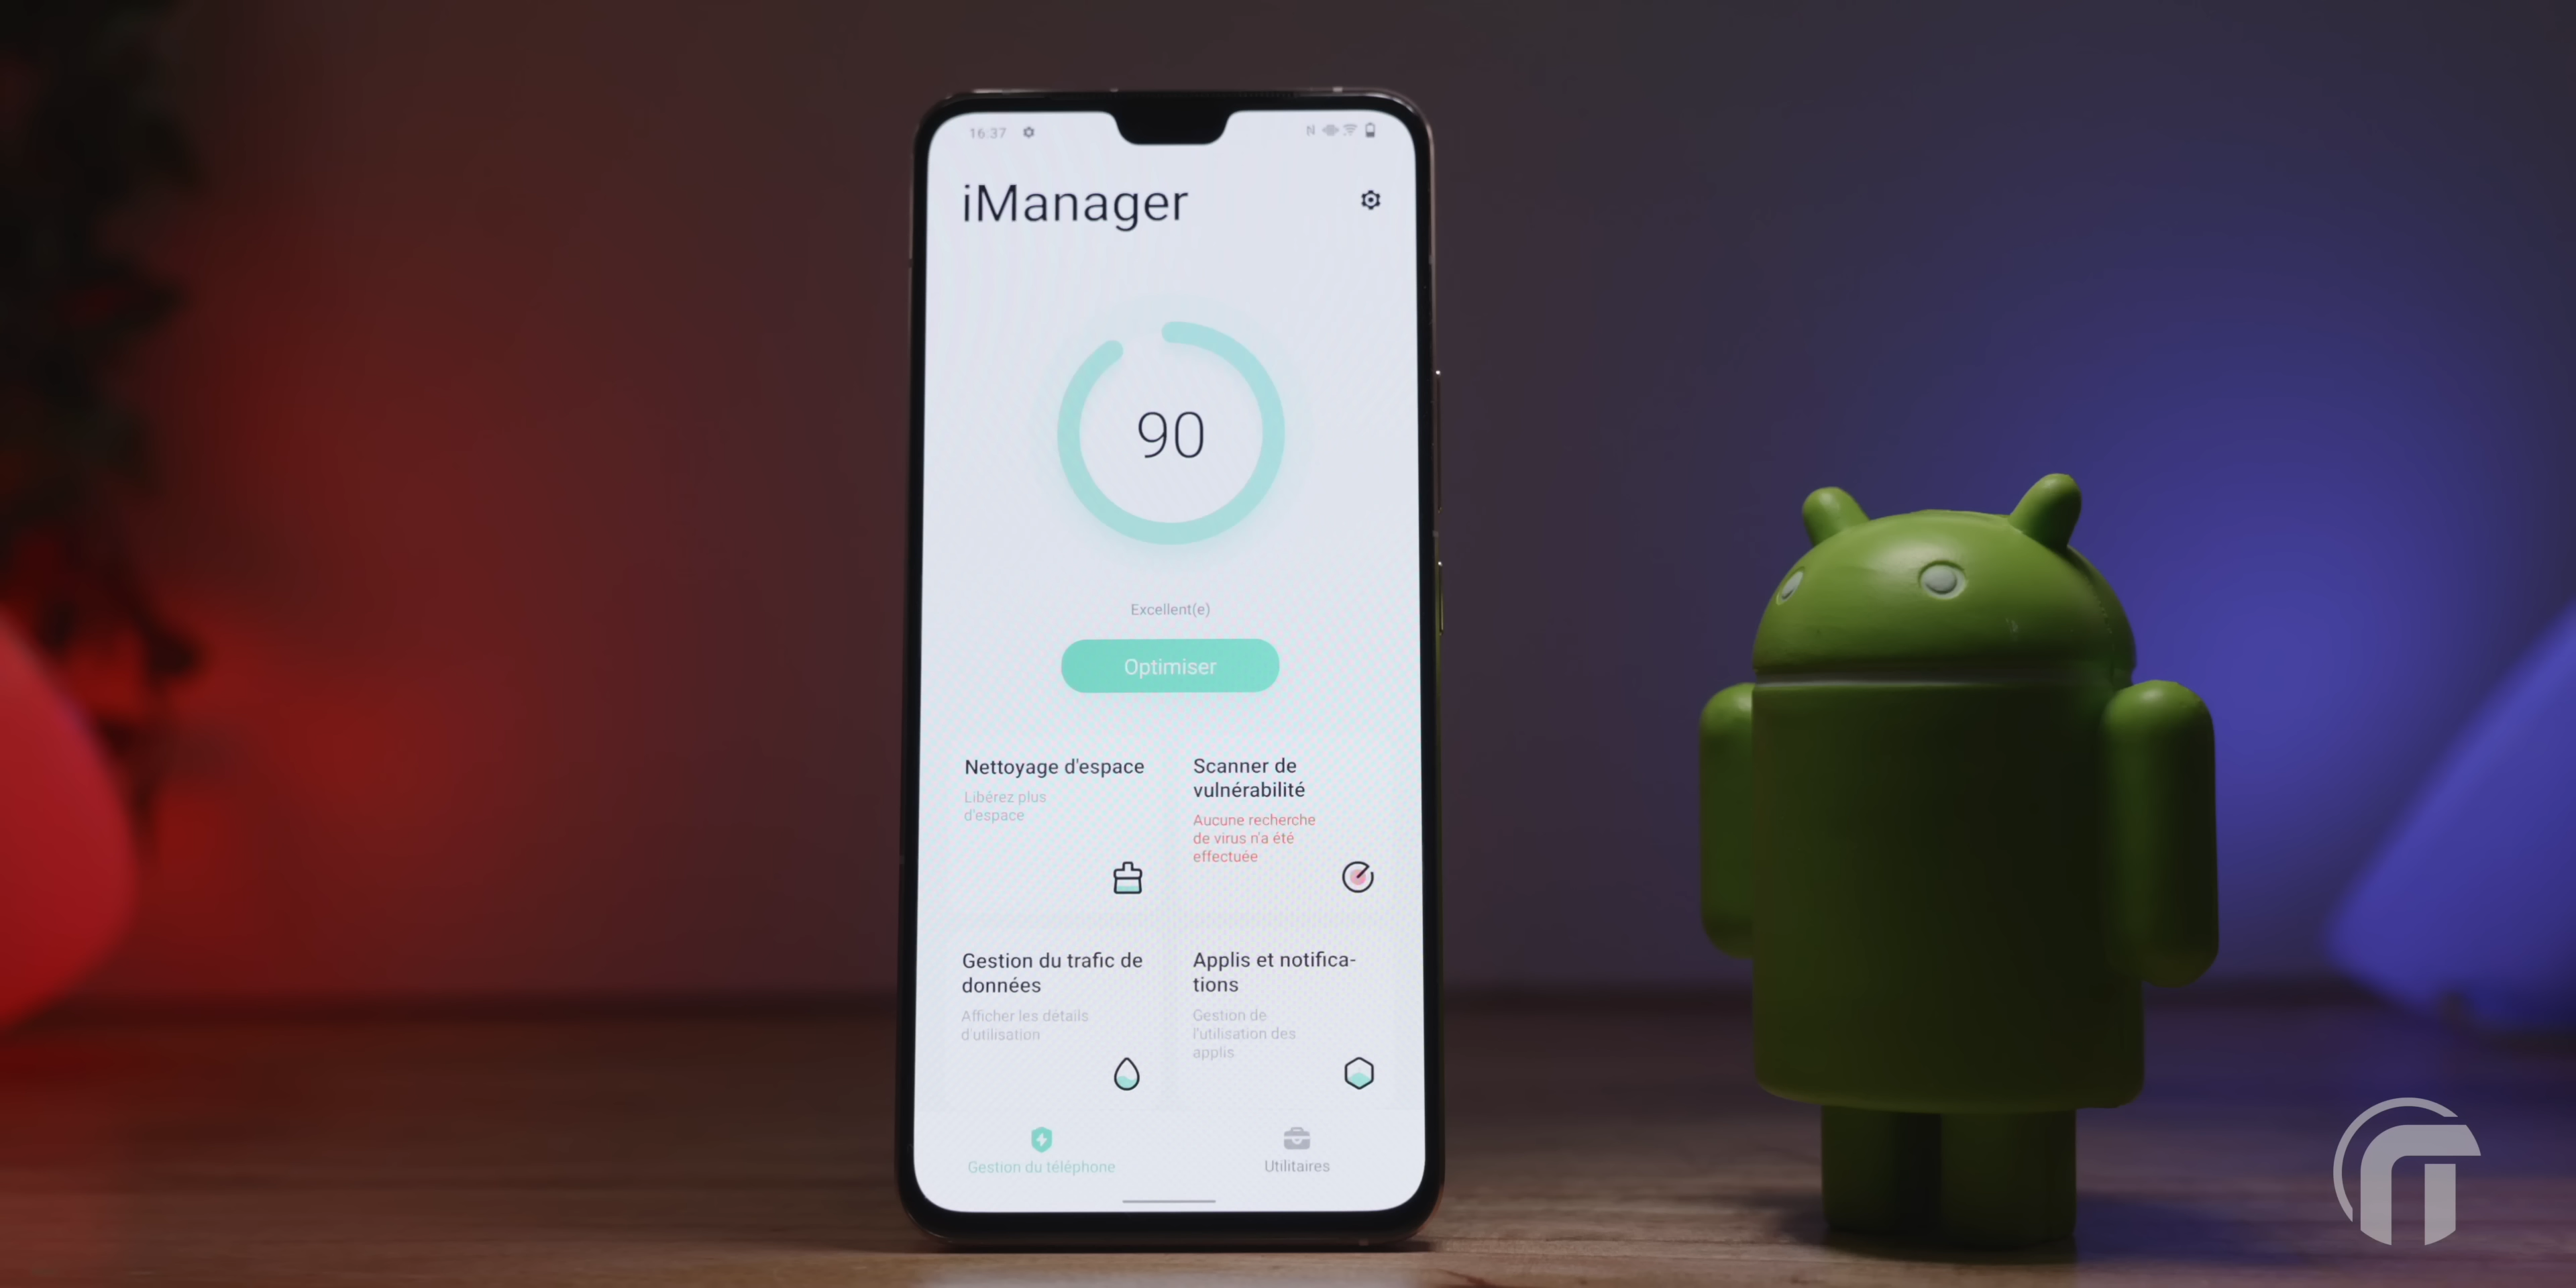 16:37
N
iManager
90
Excellent(e)
Optimiser
Nettoyage d'espace
Libérez plus
d'espace
Scanner de
vulnérabilité
Aucune recherche
de virus n'a été
effectuée
Gestion du trafic de
données
Afficher les détails
d'utilisation
Applis et notifica-
tions
Gestion de
l'utilisation des
applis
Gestion du téléphone
Utilitaires